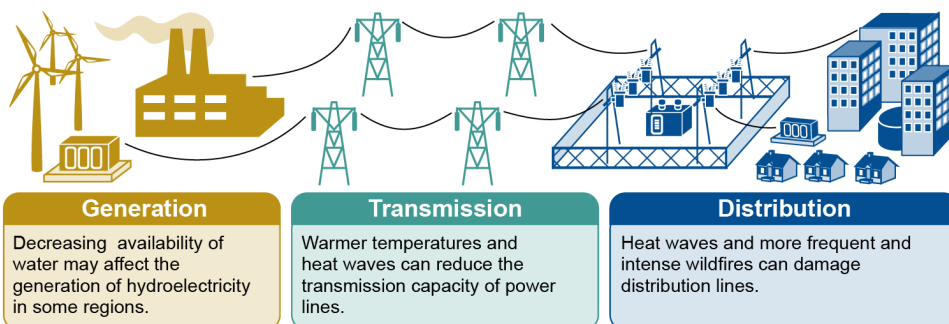 Generation
Decreasing availability of
water may affect the
generation of hydroelectricity
in some regions.
Transmission
Warmer temperatures and
heat waves can reduce the
transmission capacity of power
lines.
Distribution
Heat waves and more frequent and
intense wildfires can damage
distribution lines.